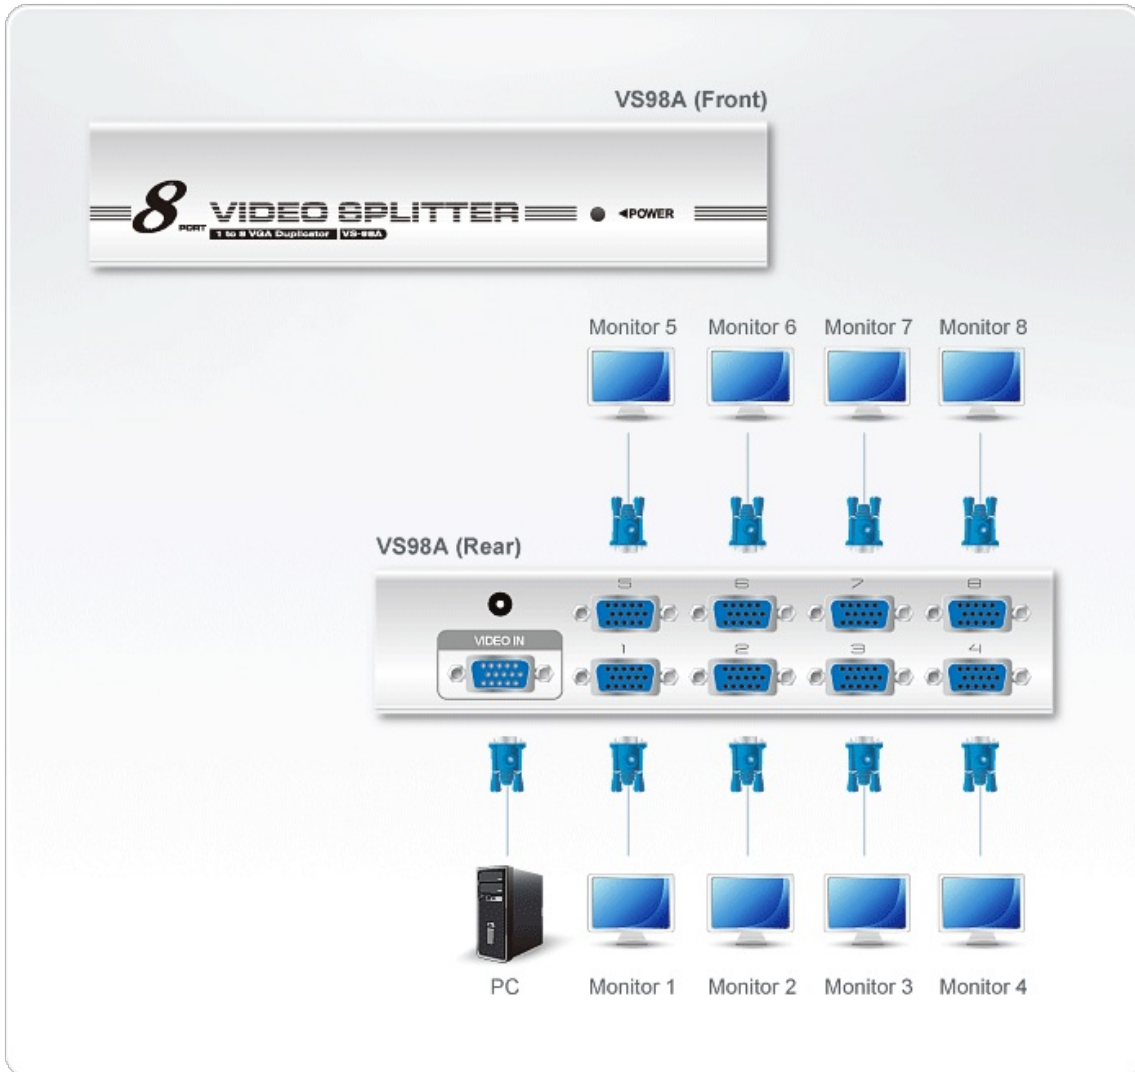 VS98A (Front)
8 PORT VIDEO SPLITTER ◄POWER
1 to 8 VGA Duplicator VS-98A
Monitor 5 Monitor 6 Monitor 7 Monitor 8
VS98A (Rear)
5 6 7 8
VIDEO IN
1 2 3 4
PC Monitor 1 Monitor 2 Monitor 3 Monitor 4